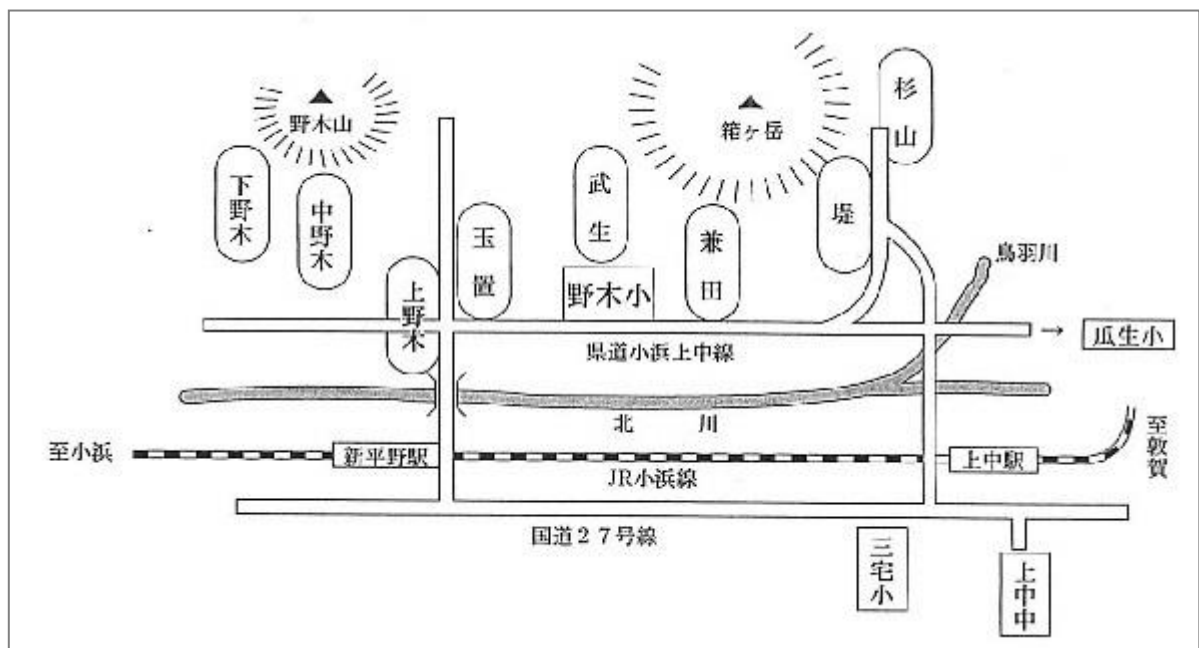 杉山
野木山
箱ヶ岳
下野木
中野木
武生
堤
玉置
兼田
鳥羽川
上野木
野木小
県道小浜上中線
→
瓜生小
北川
至小浜
新平野駅
JR小浜線
上中駅
至敦賀
国道27号線
三宅小
上中中